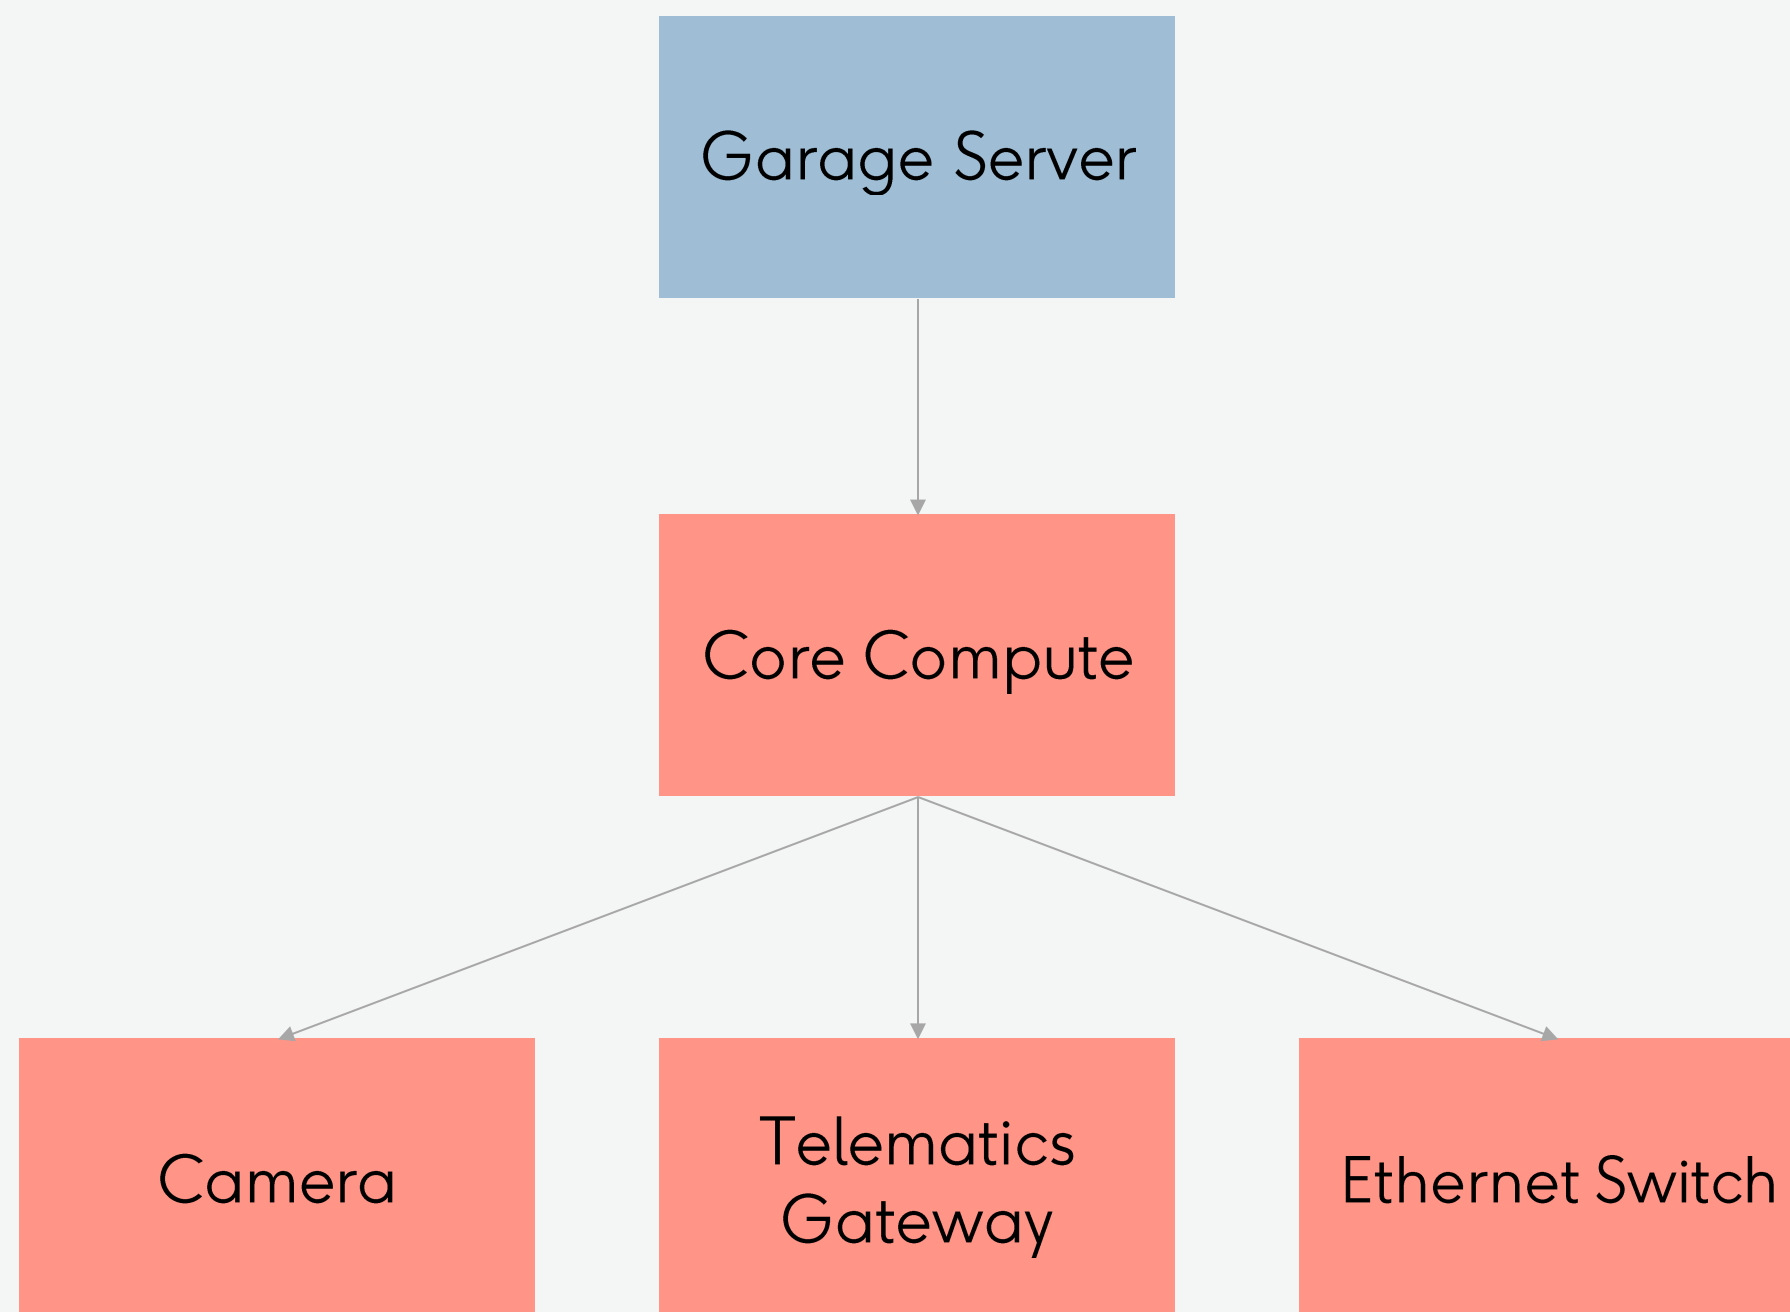 Garage Server
Core Compute
Camera
Telematics
Gateway
Ethernet Switch